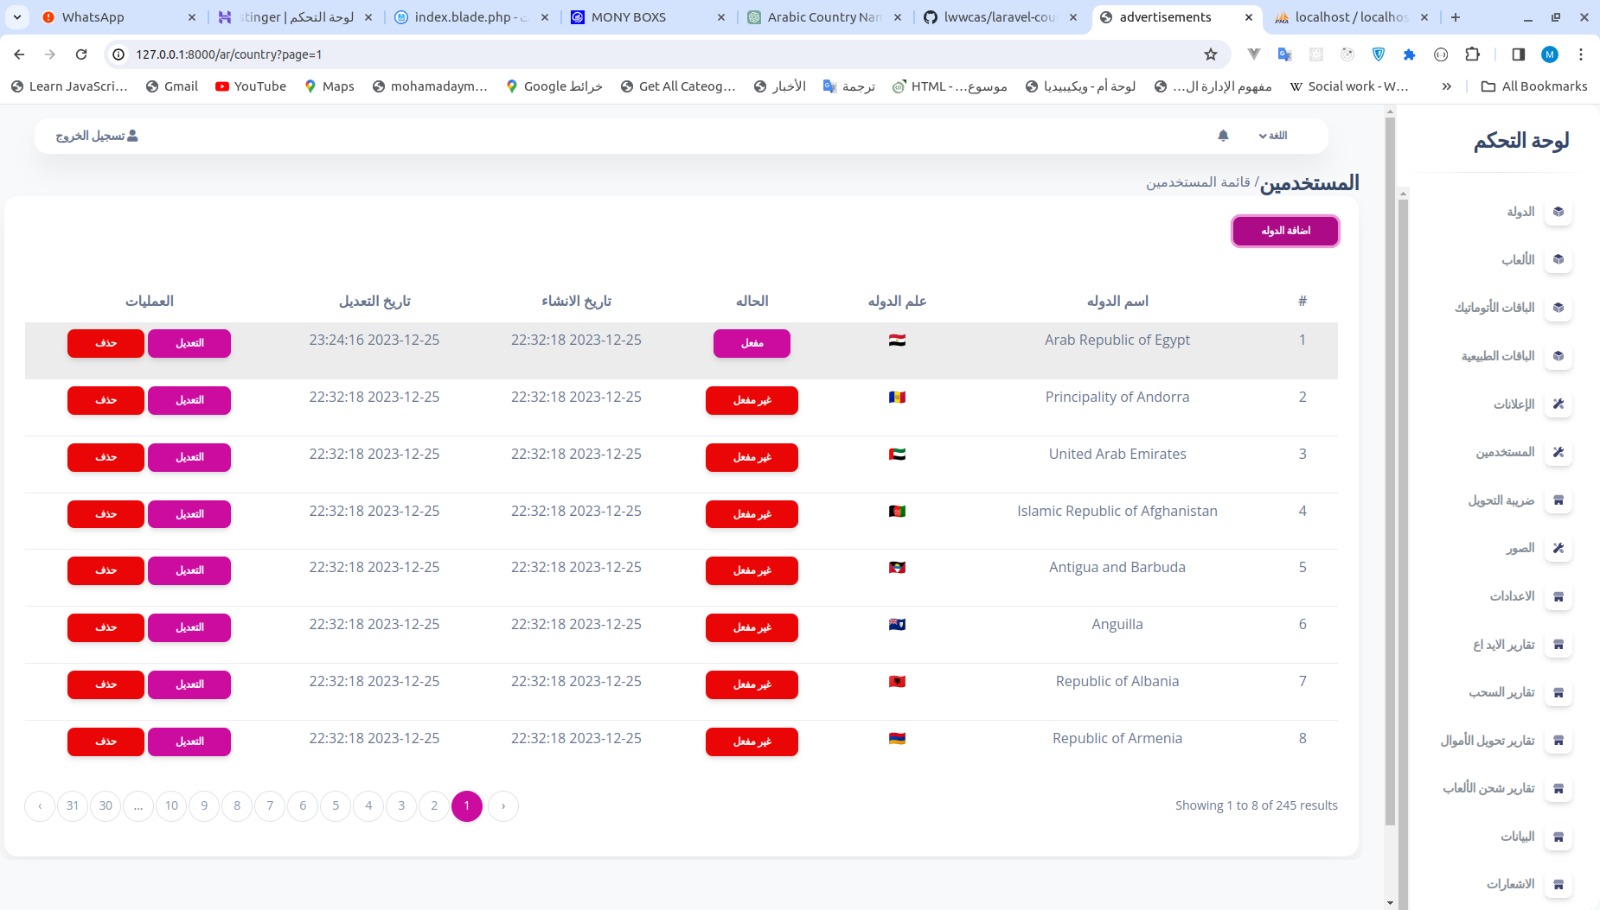 WhatsApp
stinger | لوحة التحكم
index.blade.php - ت
MONY BOXS
Arabic Country Nam
lwwcas/laravel-cou
advertisements
localhost / localhos
127.0.0.1:8000/ar/country?page=1
Learn JavaScri...
Gmail
YouTube
Maps
mohamadaym...
خرائط Google
Get All Cateog...
الأخبار
ترجمة
HTML - موسوع...
لوحة أم - ويكيبيديا
مفهوم الإدارة ال...
W Social work - W...
»
All Bookmarks
لوحة التحكم
الدولة
الألعاب
الباقات الأتوماتيك
الباقات الطبيعية
الإعلانات
المستخدمين
ضريبة التحويل
الصور
الاعدادات
تقارير الايد اع
تقارير السحب
تقارير تحويل الأموال
تقارير شحن الألعاب
البيانات
الاشعارات
اللغة
تسجيل الخروج
المستخدمين / قائمة المستخدمين
اضافة الدوله
# اسم الدوله علم الدوله الحاله تاريخ الانشاء تاريخ التعديل العمليات
1 Arab Republic of Egypt مفعل 22:32:18 2023-12-25 23:24:16 2023-12-25 التعديل حذف
2 Principality of Andorra غير مفعل 22:32:18 2023-12-25 22:32:18 2023-12-25 التعديل حذف
3 United Arab Emirates غير مفعل 22:32:18 2023-12-25 22:32:18 2023-12-25 التعديل حذف
4 Islamic Republic of Afghanistan غير مفعل 22:32:18 2023-12-25 22:32:18 2023-12-25 التعديل حذف
5 Antigua and Barbuda غير مفعل 22:32:18 2023-12-25 22:32:18 2023-12-25 التعديل حذف
6 Anguilla غير مفعل 22:32:18 2023-12-25 22:32:18 2023-12-25 التعديل حذف
7 Republic of Albania غير مفعل 22:32:18 2023-12-25 22:32:18 2023-12-25 التعديل حذف
8 Republic of Armenia غير مفعل 22:32:18 2023-12-25 22:32:18 2023-12-25 التعديل حذف
Showing 1 to 8 of 245 results
‹ 31 30 ... 10 9 8 7 6 5 4 3 2 1 ›